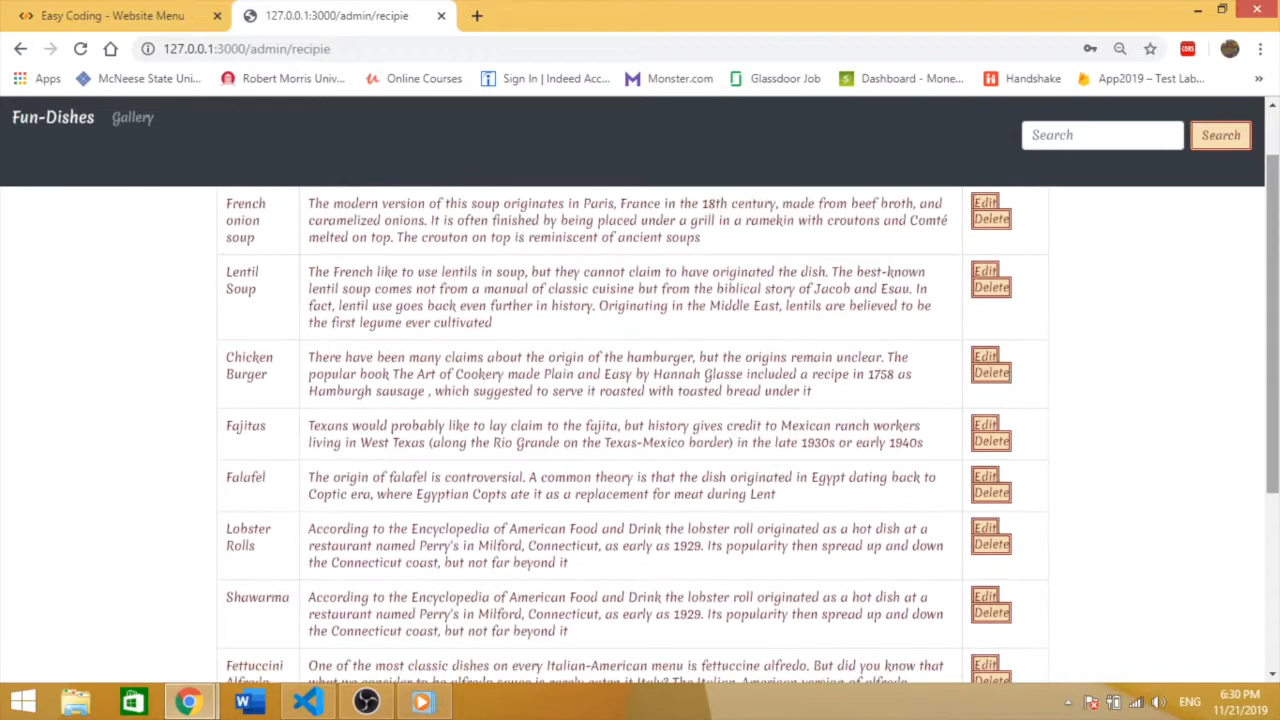 Easy Coding - Website Menu
127.0.0.1:3000/admin/recipie
127.0.0.1:3000/admin/recipie
CORS
Apps
McNeese State Uni...
Robert Morris Univ...
Online Courses
Sign In | Indeed Acc...
Monster.com
Glassdoor Job
Dashboard - Mone...
Handshake
App2019 – Test Lab...
»
Fun-Dishes
Gallery
Search
Search
French
onion
soup
The modern version of this soup originates in Paris, France in the 18th century, made from beef broth, and
caramelized onions. It is often finished by being placed under a grill in a ramekin with croutons and Comté
melted on top. The crouton on top is reminiscent of ancient soups
Edit
Delete
Lentil
Soup
The French like to use lentils in soup, but they cannot claim to have originated the dish. The best-known
lentil soup comes not from a manual of classic cuisine but from the biblical story of Jacob and Esau. In
fact, lentil use goes back even further in history. Originating in the Middle East, lentils are believed to be
the first legume ever cultivated
Edit
Delete
Chicken
Burger
There have been many claims about the origin of the hamburger, but the origins remain unclear. The
popular book The Art of Cookery made Plain and Easy by Hannah Glasse included a recipe in 1758 as
Hamburgh sausage , which suggested to serve it roasted with toasted bread under it
Edit
Delete
Fajitas
Texans would probably like to lay claim to the fajita, but history gives credit to Mexican ranch workers
living in West Texas (along the Rio Grande on the Texas-Mexico border) in the late 1930s or early 1940s
Edit
Delete
Falafel
The origin of falafel is controversial. A common theory is that the dish originated in Egypt dating back to
Coptic era, where Egyptian Copts ate it as a replacement for meat during Lent
Edit
Delete
Lobster
Rolls
According to the Encyclopedia of American Food and Drink the lobster roll originated as a hot dish at a
restaurant named Perry's in Milford, Connecticut, as early as 1929. Its popularity then spread up and down
the Connecticut coast, but not far beyond it
Edit
Delete
Shawarma
According to the Encyclopedia of American Food and Drink the lobster roll originated as a hot dish at a
restaurant named Perry's in Milford, Connecticut, as early as 1929. Its popularity then spread up and down
the Connecticut coast, but not far beyond it
Edit
Delete
Fettuccini
Alfredo
One of the most classic dishes on every Italian-American menu is fettuccine alfredo. But did you know that
what we consider to be alfredo sauce is rarely eaten it Italy? The Italian-American version of alfredo
Edit
Delete
ENG
6:30 PM
11/21/2019